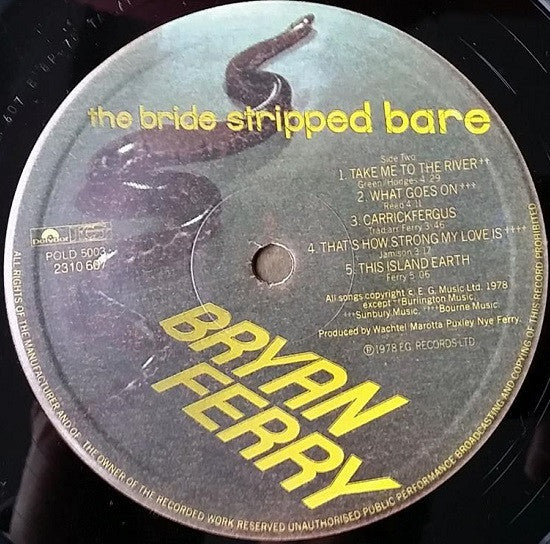 the bride stripped bare
Side Two
1. TAKE ME TO THE RIVER++
Green/Hodges 4:29
2. WHAT GOES ON+++
Reed 4.11
3. CARRICKFERGUS
Trad.arr. Ferry 3:46
4. THAT'S HOW STRONG MY LOVE IS++++
Jamison 3:17
5. THIS ISLAND EARTH
Ferry 5:06
All songs copyright E. G. Music Ltd. 1978
except ++Burlington Music.
+++Sunbury Music. ++++Bourne Music.
Produced by Wachtel Marotta Puxley Nye Ferry.
℗1978 E.G. RECORDS LTD
polydor
POLD 5003
2310 607
BRYAN
FERRY
ALL RIGHTS OF THE MANUFACTURER AND OF THE OWNER OF THE RECORDED WORK RESERVED UNAUTHORISED PUBLIC PERFORMANCE BROADCASTING AND COPYING OF THIS RECORD PROHIBITED